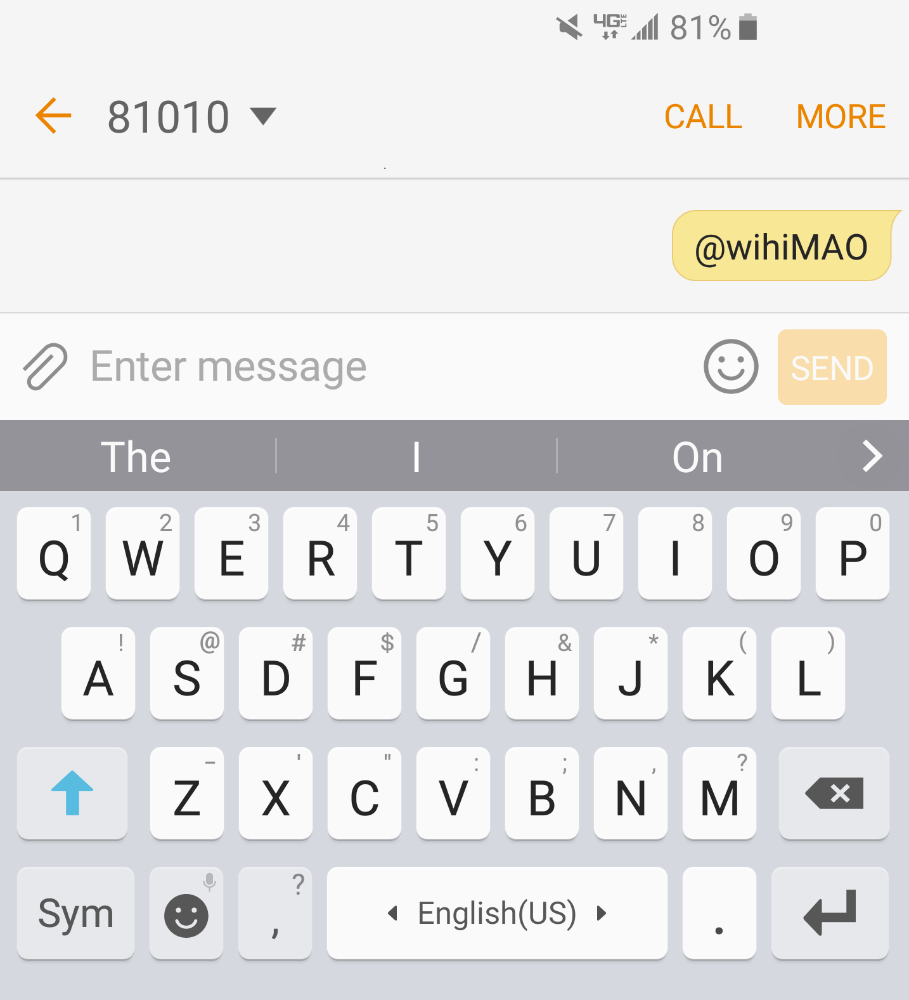 4G LTE 81%
81010 CALL MORE
@wihiMAO
Enter message SEND
The I On
1 2 3 4 5 6 7 8 9 0
Q W E R T Y U I O P
! @ # $ / & * ( )
A S D F G H J K L
- ' " : ; , ?
Z X C V B N M
?
Sym , English(US) .